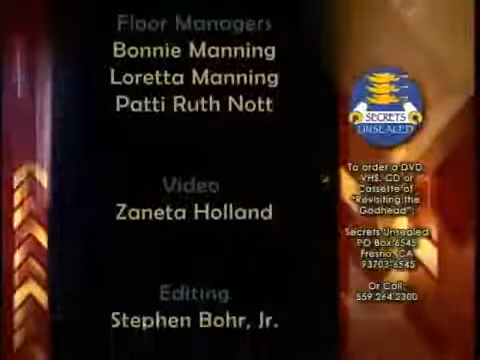 Floor Managers
Bonnie Manning
Loretta Manning
Patti Ruth Nott
Video
Zaneta Holland
Editing
Stephen Bohr, Jr.
SECRETS
UNSEALED
To order a DVD,
VHS, CD or
Cassette of
"Revisiting the
Godhead":
Secrets Unsealed
PO Box 6545
Fresno, CA
93703-6545
Or Call:
559.264.2300